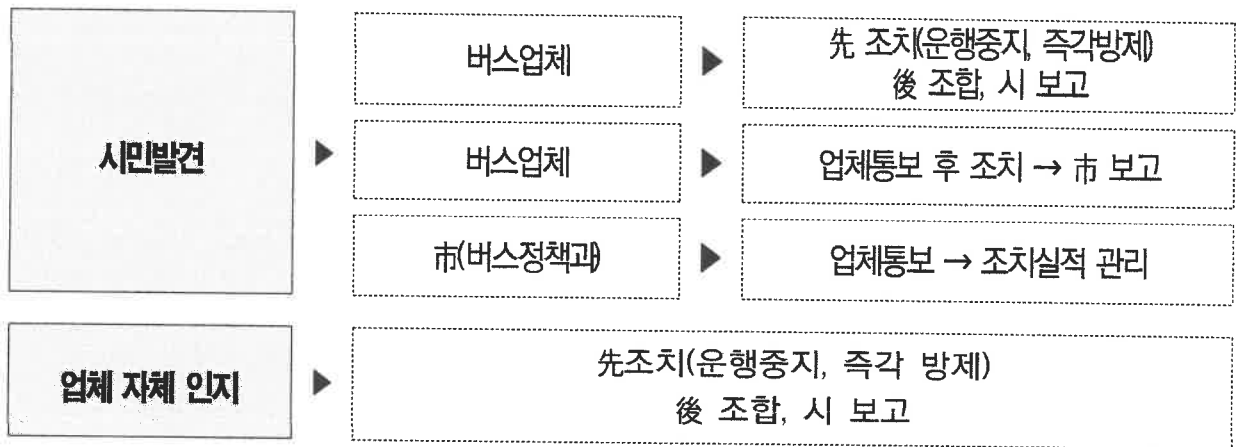 시민발견
버스업체
先 조치(운행중지, 즉각방제)
後 조합, 시 보고
버스업체
업체통보 후 조치 → 市 보고
市(버스정책과)
업체통보 → 조치실적 관리
업체 자체 인지
先조치(운행중지, 즉각 방제)
後 조합, 시 보고